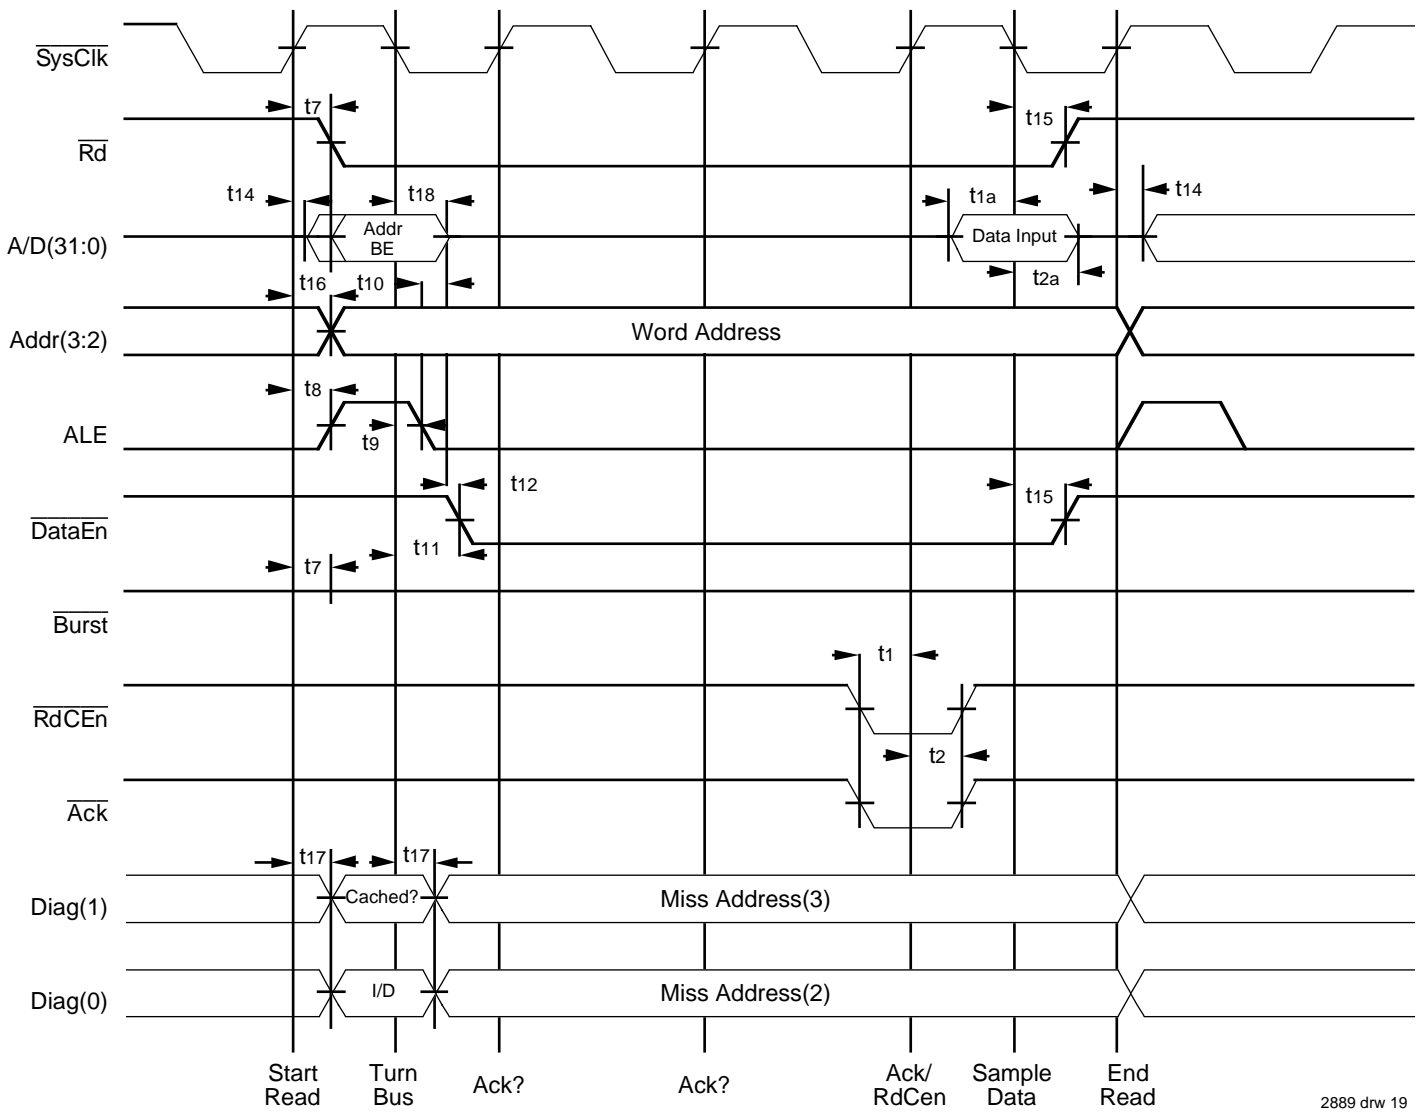 SysClk
t7
t15
Rd
t14
t18
t1a
t14
A/D(31:0)
Addr
BE
Data Input
t16
t10
t2a
Addr(3:2)
Word Address
t8
ALE
t9
t12
t15
DataEn
t11
t7
Burst
t1
RdCEn
t2
Ack
t17
t17
Diag(1)
Cached?
Miss Address(3)
Diag(0)
I/D
Miss Address(2)
Start
Read
Turn
Bus
Ack?
Ack?
Ack/
RdCen
Sample
Data
End
Read
2889 drw 19